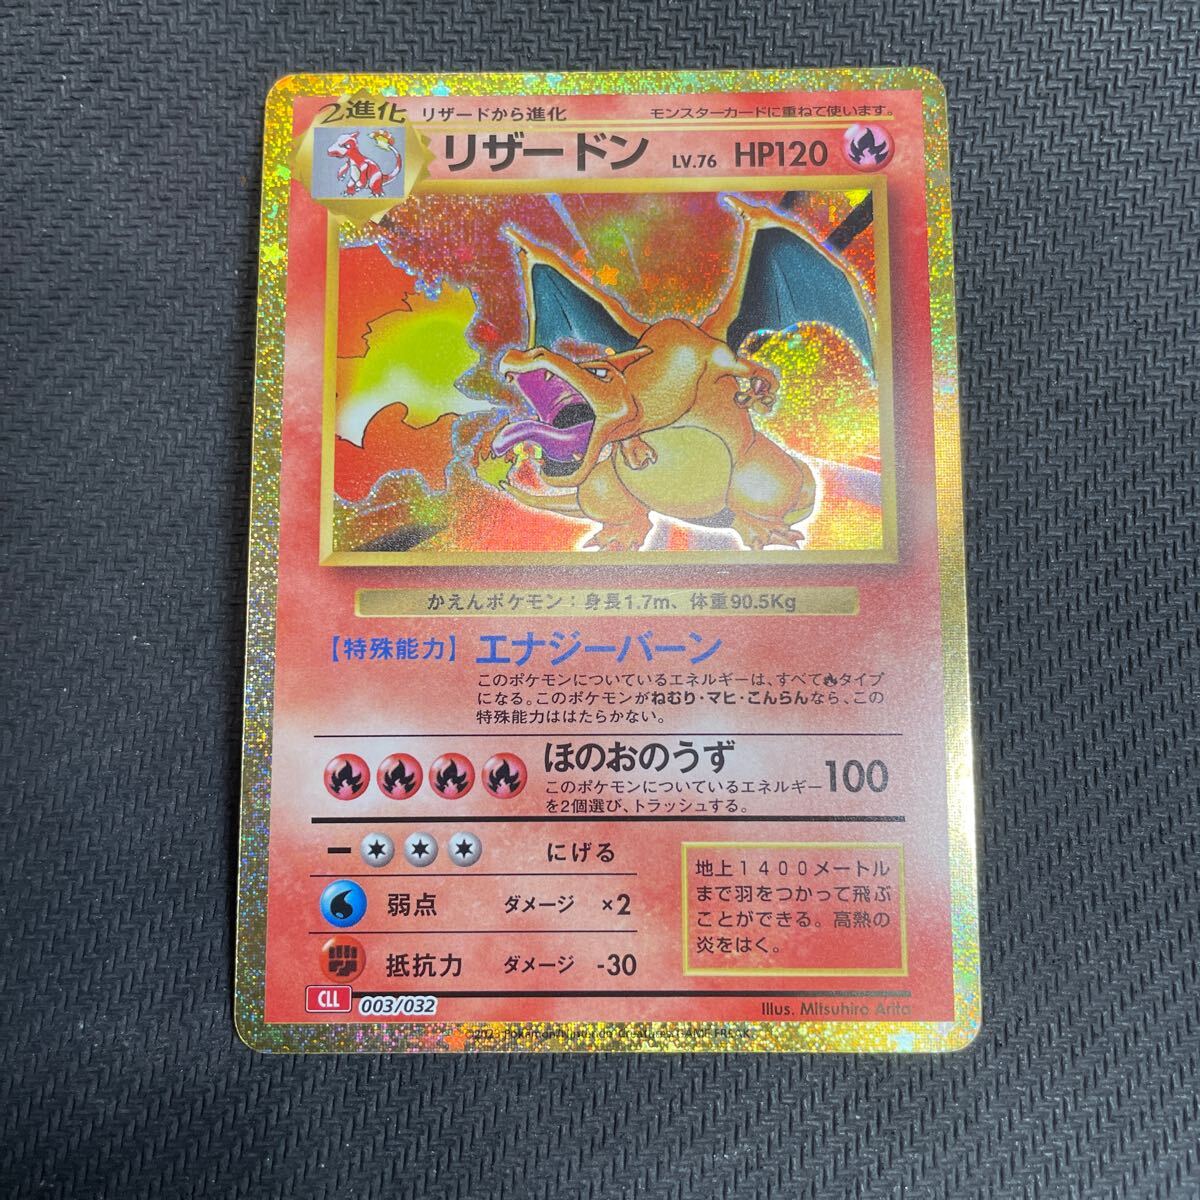 2進化
リザードから進化
モンスターカードに重ねて使います。
リザードン LV.76 HP120
かえんポケモン：身長1.7m、体重90.5Kg
【特殊能力】エナジーバーン
このポケモンについているエネルギーは、すべてタイプ
になる。このポケモンがねむり・マヒ・こんらんなら、この
特殊能力ははたらかない。
ほのおのうず 100
このポケモンについているエネルギー
を2個選び、トラッシュする。
にげる
弱点 ダメージ ×2
抵抗力 ダメージ -30
地上１４００メートル
まで羽をつかって飛ぶ
ことができる。高熱の
炎をはく。
CLL 003/032
Illus. Mitsuhiro Arita
GAME FREAK.